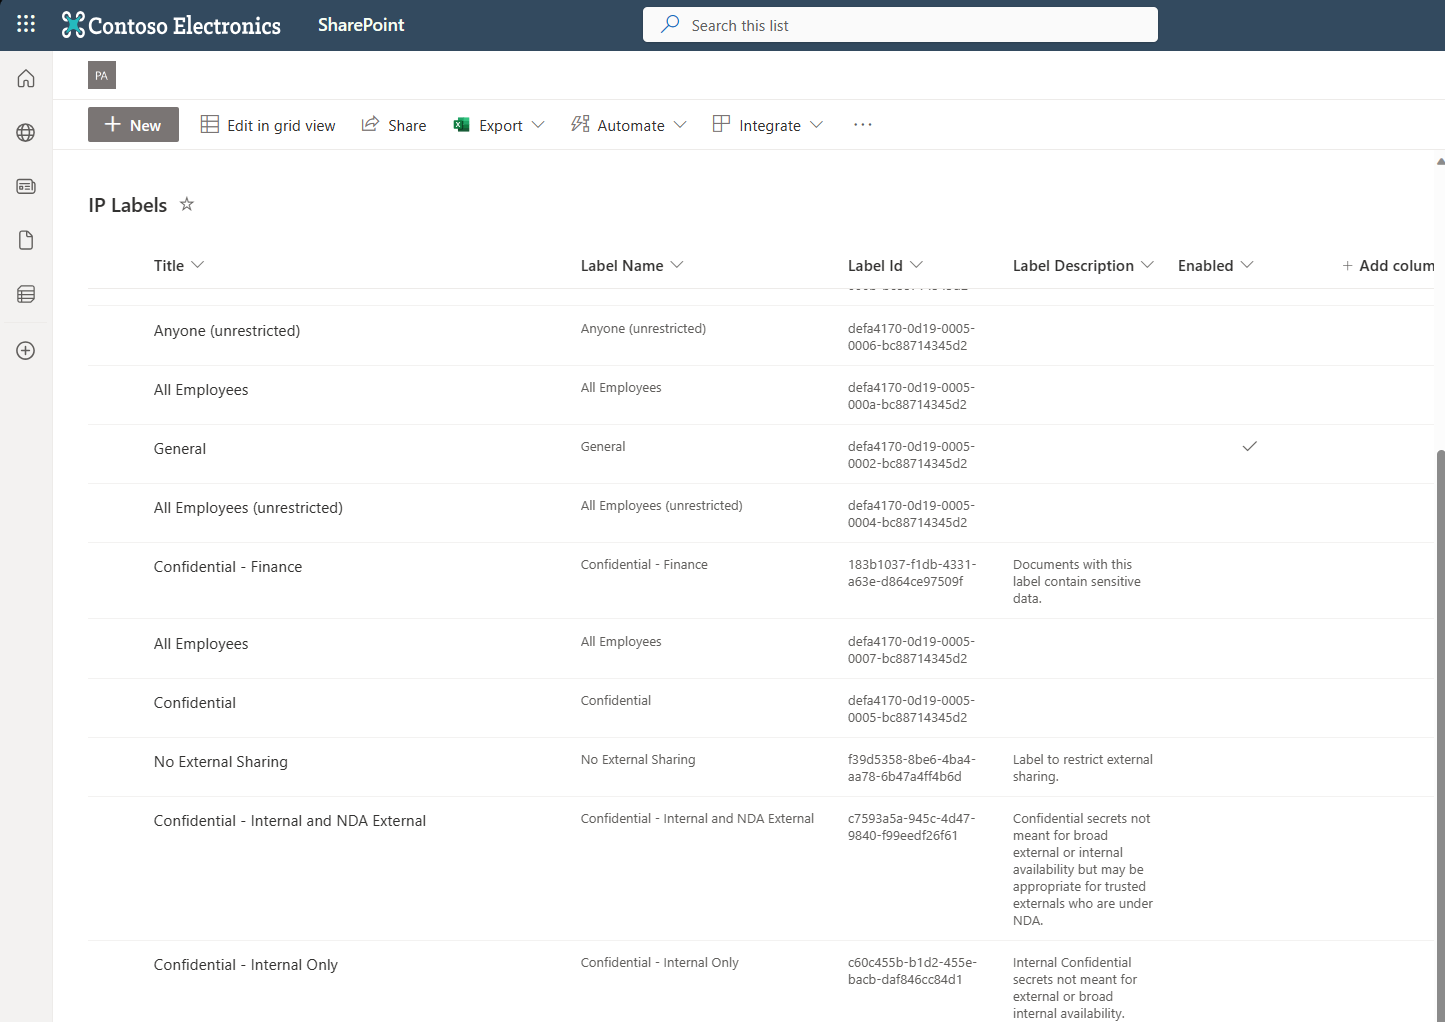 Contoso Electronics SharePoint Search this list
PA
New Edit in grid view Share Export Automate Integrate ...
IP Labels
Title Label Name Label Id Label Description Enabled + Add colum
Anyone (unrestricted) Anyone (unrestricted) defa4170-0d19-0005-
0006-bc88714345d2
All Employees All Employees defa4170-0d19-0005-
000a-bc88714345d2
General General defa4170-0d19-0005-
0002-bc88714345d2
All Employees (unrestricted) All Employees (unrestricted) defa4170-0d19-0005-
0004-bc88714345d2
Confidential - Finance Confidential - Finance 183b1037-f1db-4331- Documents with this
a63e-d864ce97509f label contain sensitive
data.
All Employees All Employees defa4170-0d19-0005-
0007-bc88714345d2
Confidential Confidential defa4170-0d19-0005-
0005-bc88714345d2
No External Sharing No External Sharing f39d5358-8be6-4ba4- Label to restrict external
aa78-6b47a4ff4b6d sharing.
Confidential - Internal and NDA External Confidential - Internal and NDA External c7593a5a-945c-4d47- Confidential secrets not
9840-f99eedf26f61 meant for broad
external or internal
availability but may be
appropriate for trusted
externals who are under
NDA.
Confidential - Internal Only Confidential - Internal Only c60c455b-b1d2-455e- Internal Confidential
bacb-daf846cc84d1 secrets not meant for
external or broad
internal availability.